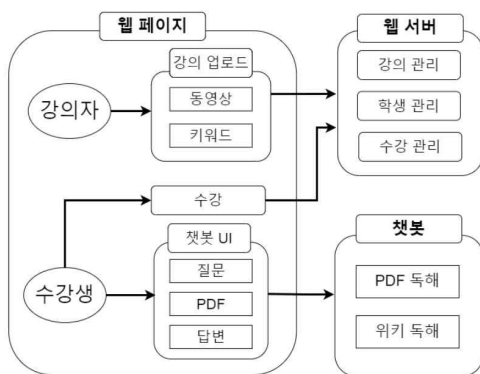 웹 페이지
강의자
강의 업로드
동영상
키워드
수강
수강생
챗봇 UI
질문
PDF
답변
웹 서버
강의 관리
학생 관리
수강 관리
챗봇
PDF 독해
위키 독해